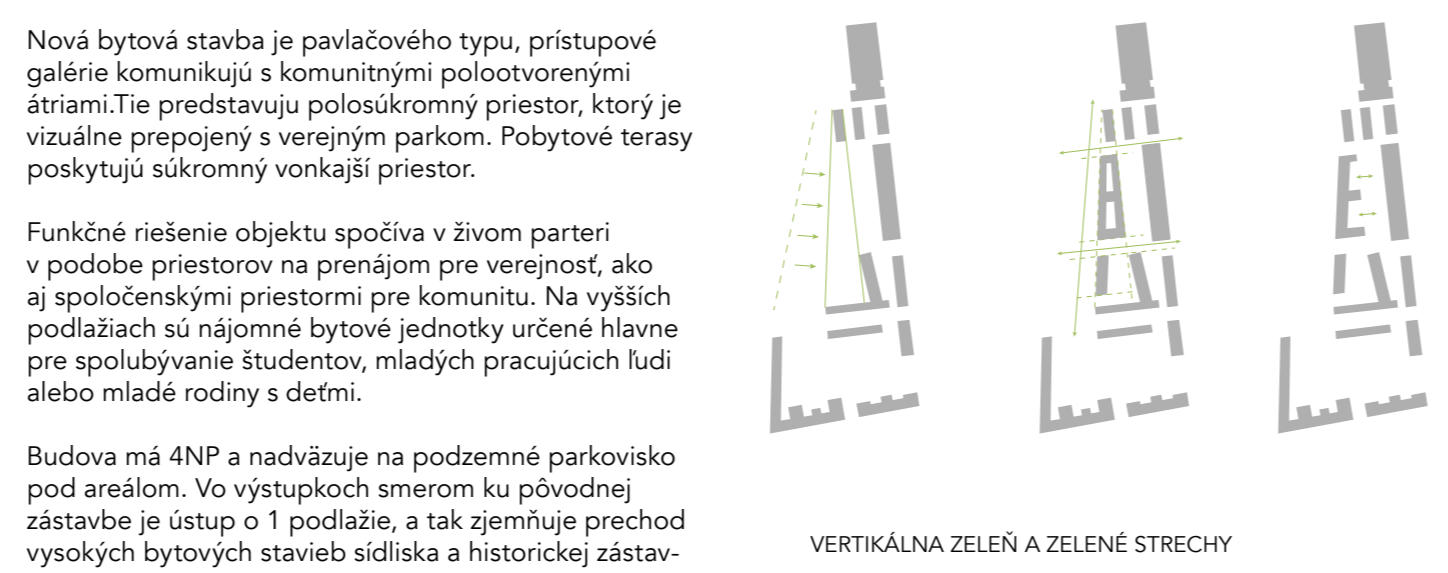 Nová bytová stavba je pavlačového typu, prístupové
galérie komunikujú s komunitnými polootvorenými
átriami.Tie predstavuju polosúkromný priestor, ktorý je
vizuálne prepojený s verejným parkom. Pobytové terasy
poskytujú súkromný vonkajší priestor.
Funkčné riešenie objektu spočíva v živom parteri
v podobe priestorov na prenájom pre verejnosť, ako
aj spoločenskými priestormi pre komunitu. Na vyšších
podlažiach sú nájomné bytové jednotky určené hlavne
pre spolubývanie študentov, mladých pracujúcich ľudi
alebo mladé rodiny s deťmi.
Budova má 4NP a nadväzuje na podzemné parkovisko
pod areálom. Vo výstupkoch smerom ku pôvodnej
zástavbe je ústup o 1 podlažie, a tak zjemňuje prechod
vysokých bytových stavieb sídliska a historickej zástav-
VERTIKÁLNA ZELEŇ A ZELENÉ STRECHY